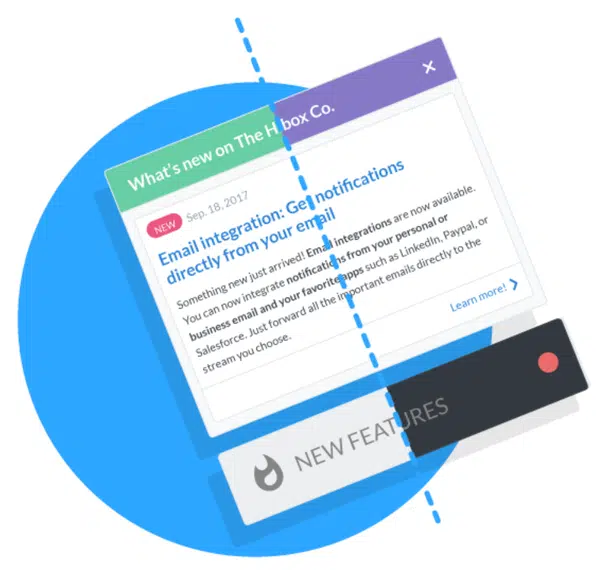 What's new on The H box Co.
NEW Sep. 18, 2017
Email integration: Get notifications
directly from your email
Something new just arrived! Email integrations are now available.
You can now integrate notifications from your personal or
business email and your favorite apps such as LinkedIn, Paypal, or
Salesforce. Just forward all the important emails directly to the
stream you choose.
Learn more!
NEW FEATURES